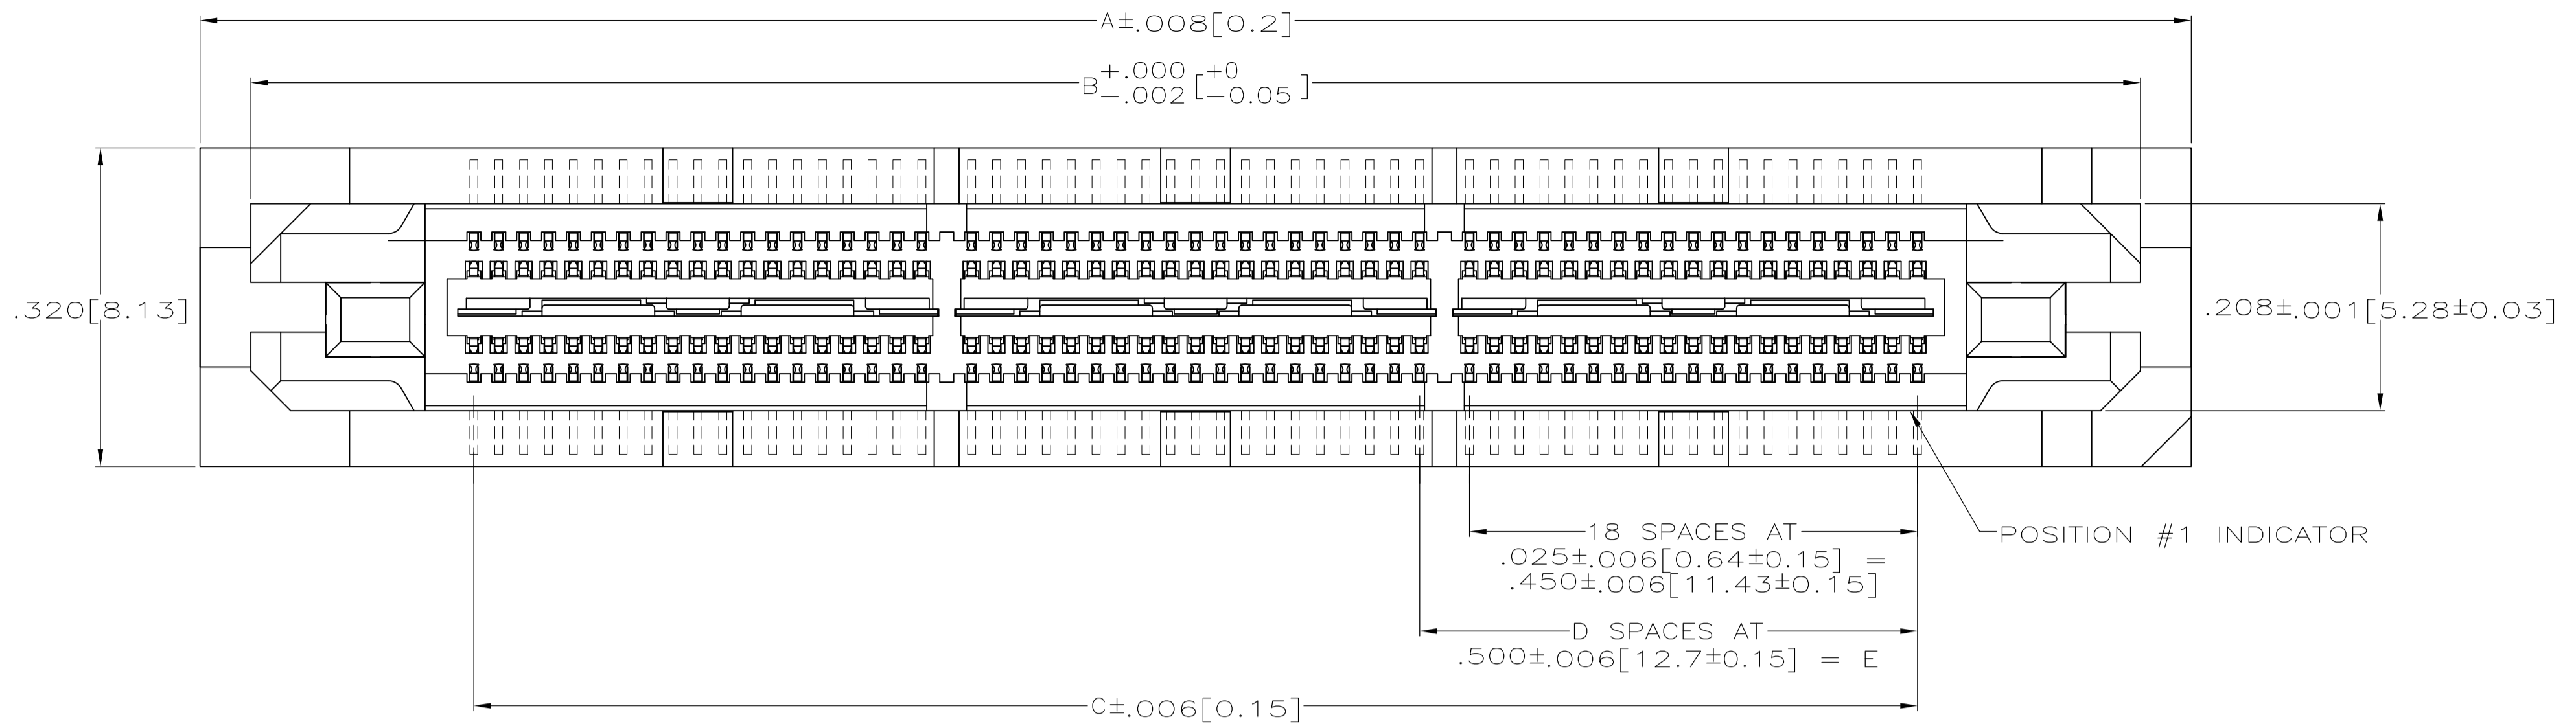 A±.008[0.2]
B+.000 -.002 [+0 -0.05]
.320[8.13]
.208±.001[5.28±0.03]
18 SPACES AT
.025±.006[0.64±0.15] =
.450±.006[11.43±0.15]
POSITION #1 INDICATOR
D SPACES AT
.500±.006[12.7±0.15] = E
C±.006[0.15]